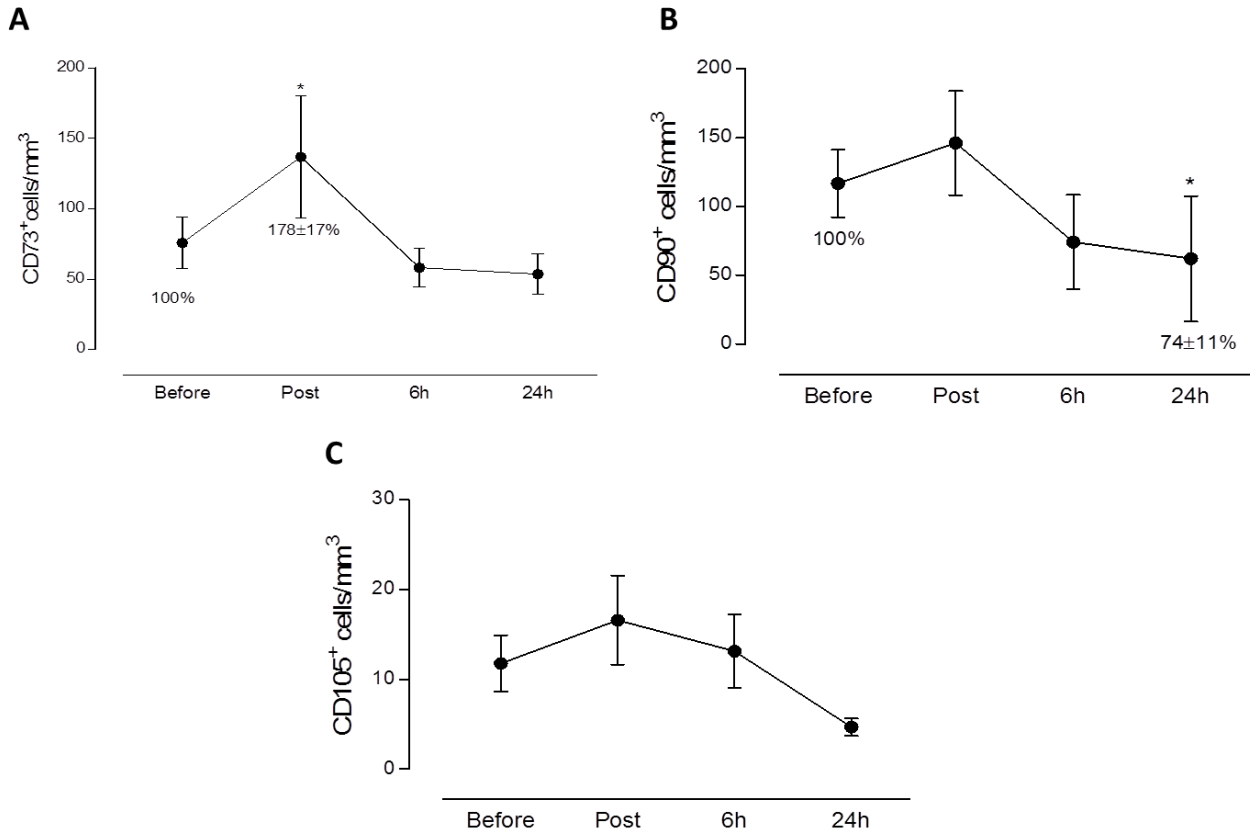 A
CD73+cells/mm3
200
150
100
50
0
*
178±17%
100%
Before Post 6h 24h
B
CD90+ cells/mm3
200
150
100
50
0
*
100%
74±11%
Before Post 6h 24h
C
CD105+ cells/mm3
30
20
10
0
Before Post 6h 24h